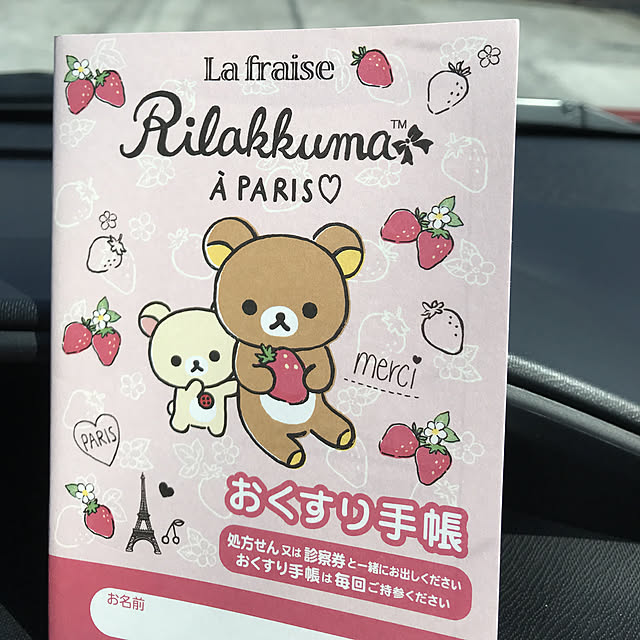 La fraise
Rilakkuma™
À PARIS♡
merci
PARIS
おくすり手帳
処方せん又は診察券と一緒にお出しください
おくすり手帳は毎回ご持参ください
お名前